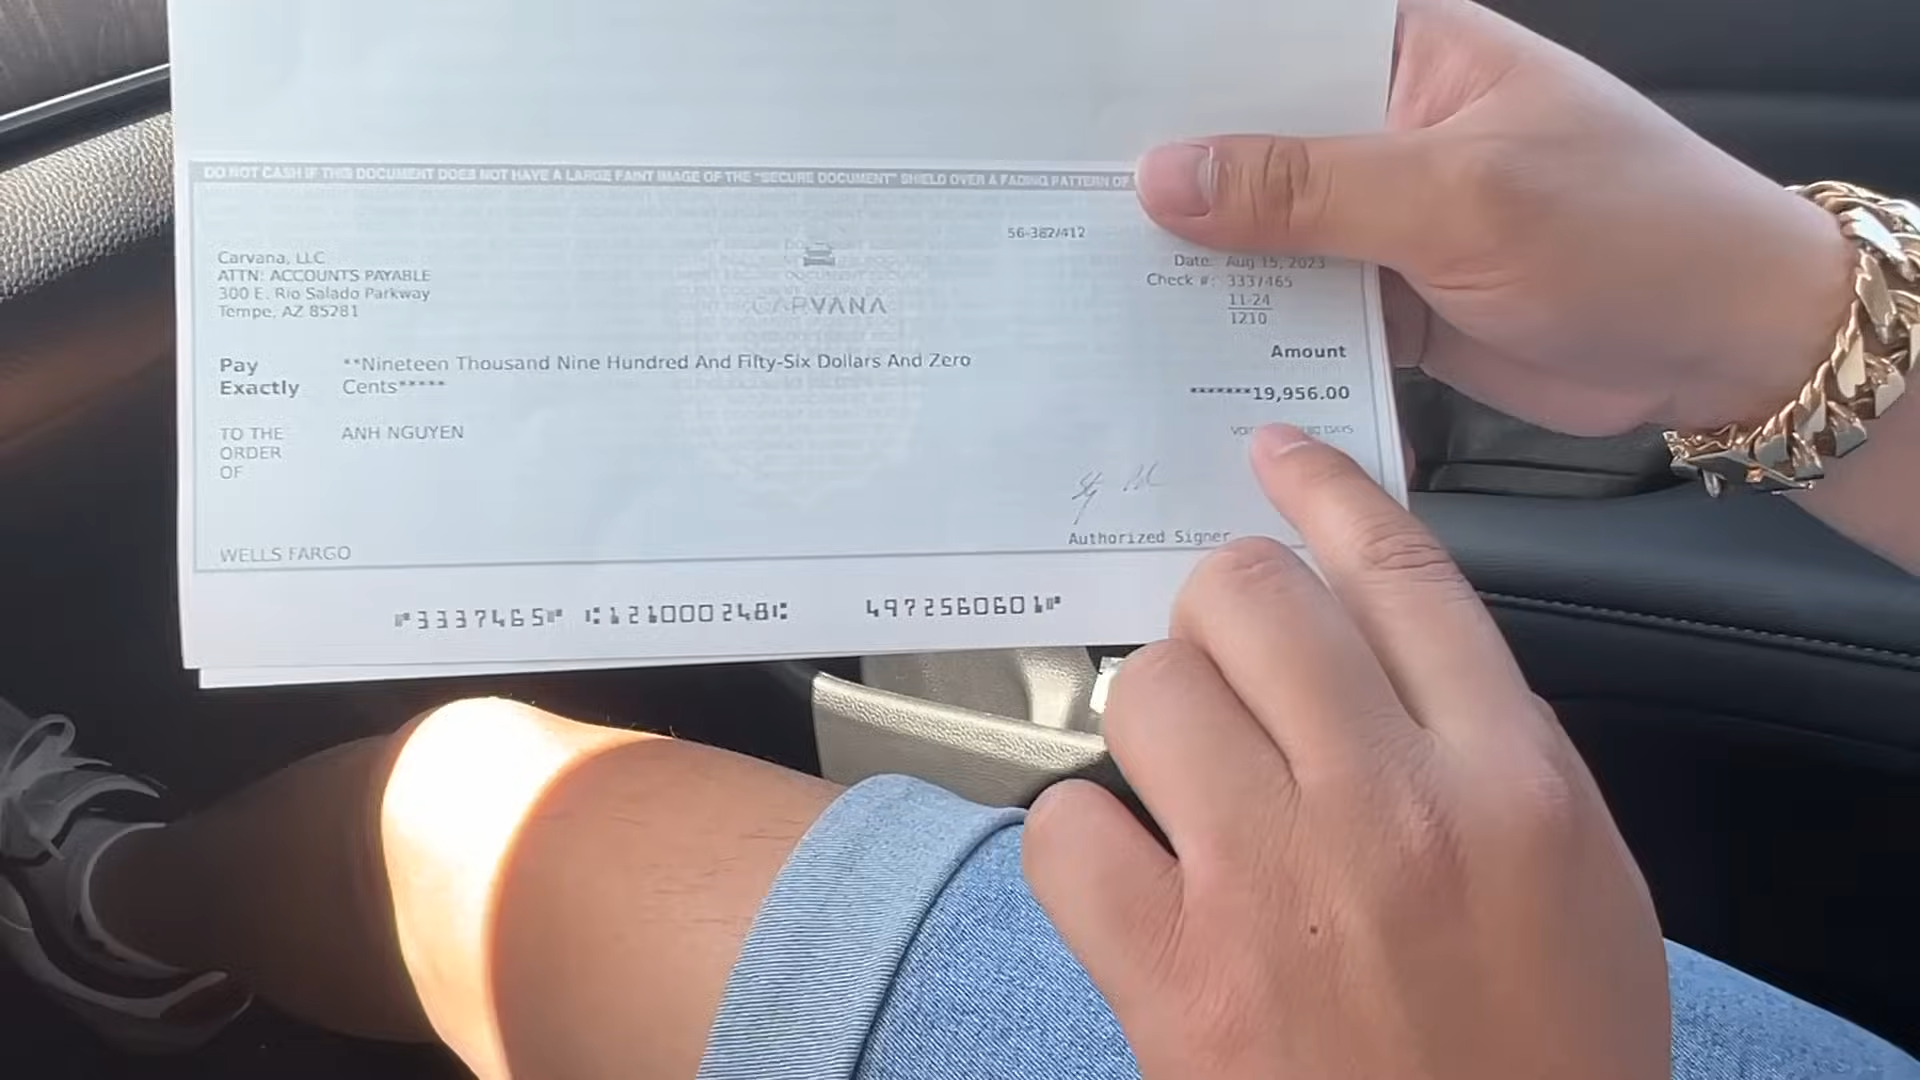 DO NOT CASH IF THIS DOCUMENT DOES NOT HAVE A LARGE FAINT IMAGE OF THE "SECURE DOCUMENT" SHIELD OVER A FADING PATTERN OF
56-382/412
Carvana, LLC
ATTN: ACCOUNTS PAYABLE
300 E. Rio Salado Parkway
Tempe, AZ 85281
CARVANA
Date: Aug 15, 2023
Check #: 3337465
11-24
1210
Pay Exactly
**Nineteen Thousand Nine Hundred And Fifty-Six Dollars And Zero
Cents*****
Amount
*******19,956.00
TO THE
ORDER
OF
ANH NGUYEN
DAYS
Authorized Signer
WELLS FARGO
⑈3337465⑈ ⑆121000248⑆ 4972560601⑈